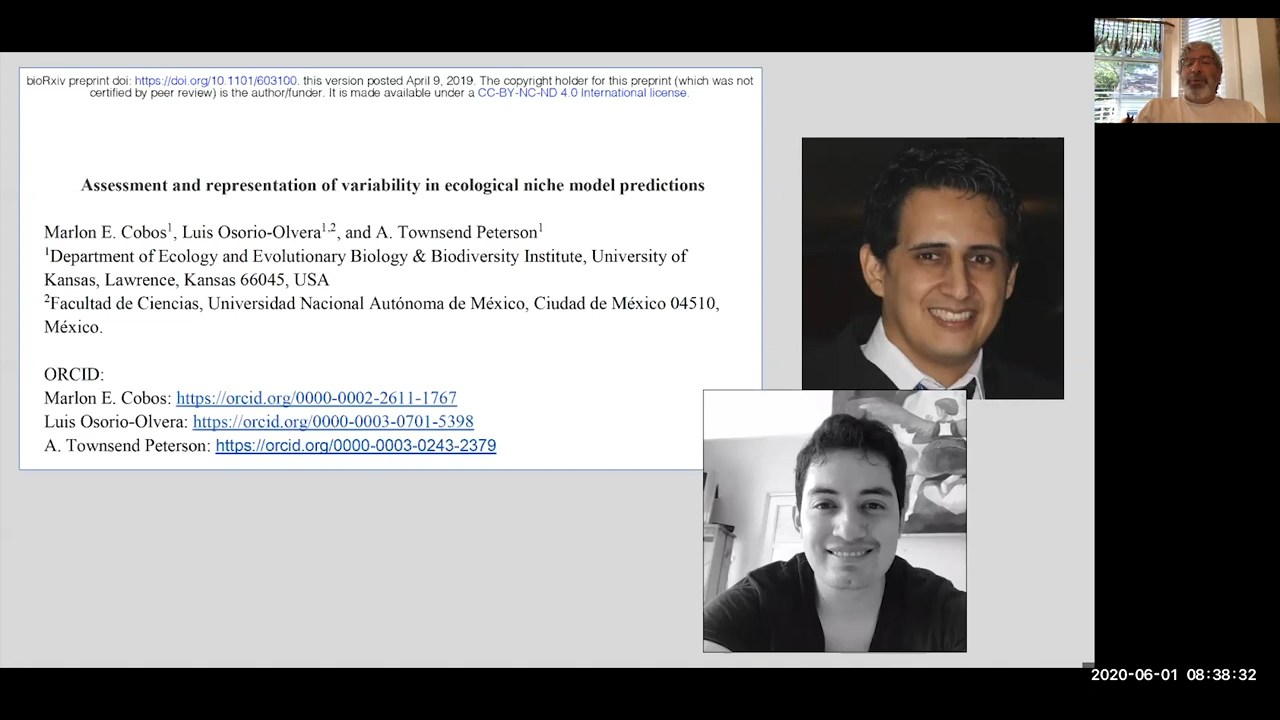 bioRxiv preprint doi: https://doi.org/10.1101/603100. this version posted April 9, 2019. The copyright holder for this preprint (which was not
certified by peer review) is the author/funder. It is made available under a CC-BY-NC-ND 4.0 International license.
Assessment and representation of variability in ecological niche model predictions
Marlon E. Cobos1, Luis Osorio-Olvera1,2, and A. Townsend Peterson1
1Department of Ecology and Evolutionary Biology & Biodiversity Institute, University of
Kansas, Lawrence, Kansas 66045, USA
2Facultad de Ciencias, Universidad Nacional Autónoma de México, Ciudad de México 04510,
México.
ORCID:
Marlon E. Cobos: https://orcid.org/0000-0002-2611-1767
Luis Osorio-Olvera: https://orcid.org/0000-0003-0701-5398
A. Townsend Peterson: https://orcid.org/0000-0003-0243-2379
2020-06-01 08:38:32